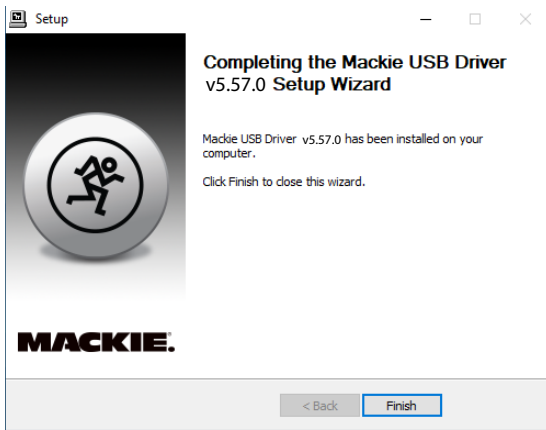 Setup
Completing the Mackie USB Driver
v5.57.0 Setup Wizard
Mackie USB Driver v5.57.0 has been installed on your
computer.
Click Finish to close this wizard.
MACKIE.
< Back
Finish